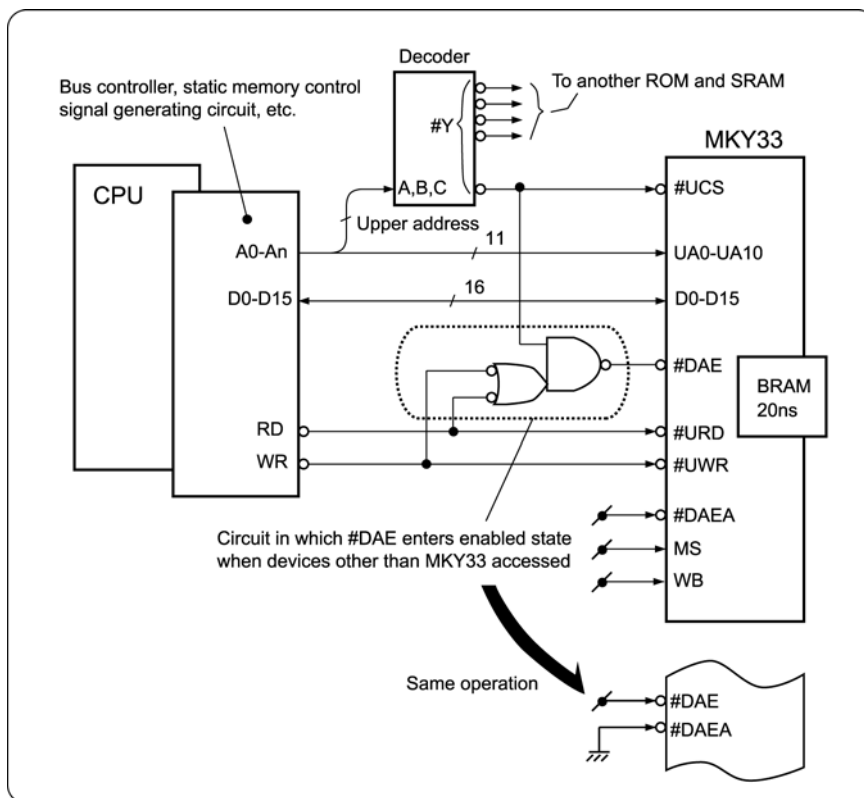 Decoder
To another ROM and SRAM
Bus controller, static memory control
signal generating circuit, etc.
#Y
MKY33
CPU
A,B,C
#UCS
Upper address
A0-An
11
UA0-UA10
D0-D15
16
D0-D15
#DAE
BRAM
20ns
RD
#URD
WR
#UWR
#DAEA
Circuit in which #DAE enters enabled state
when devices other than MKY33 accessed
MS
WB
Same operation
#DAE
#DAEA